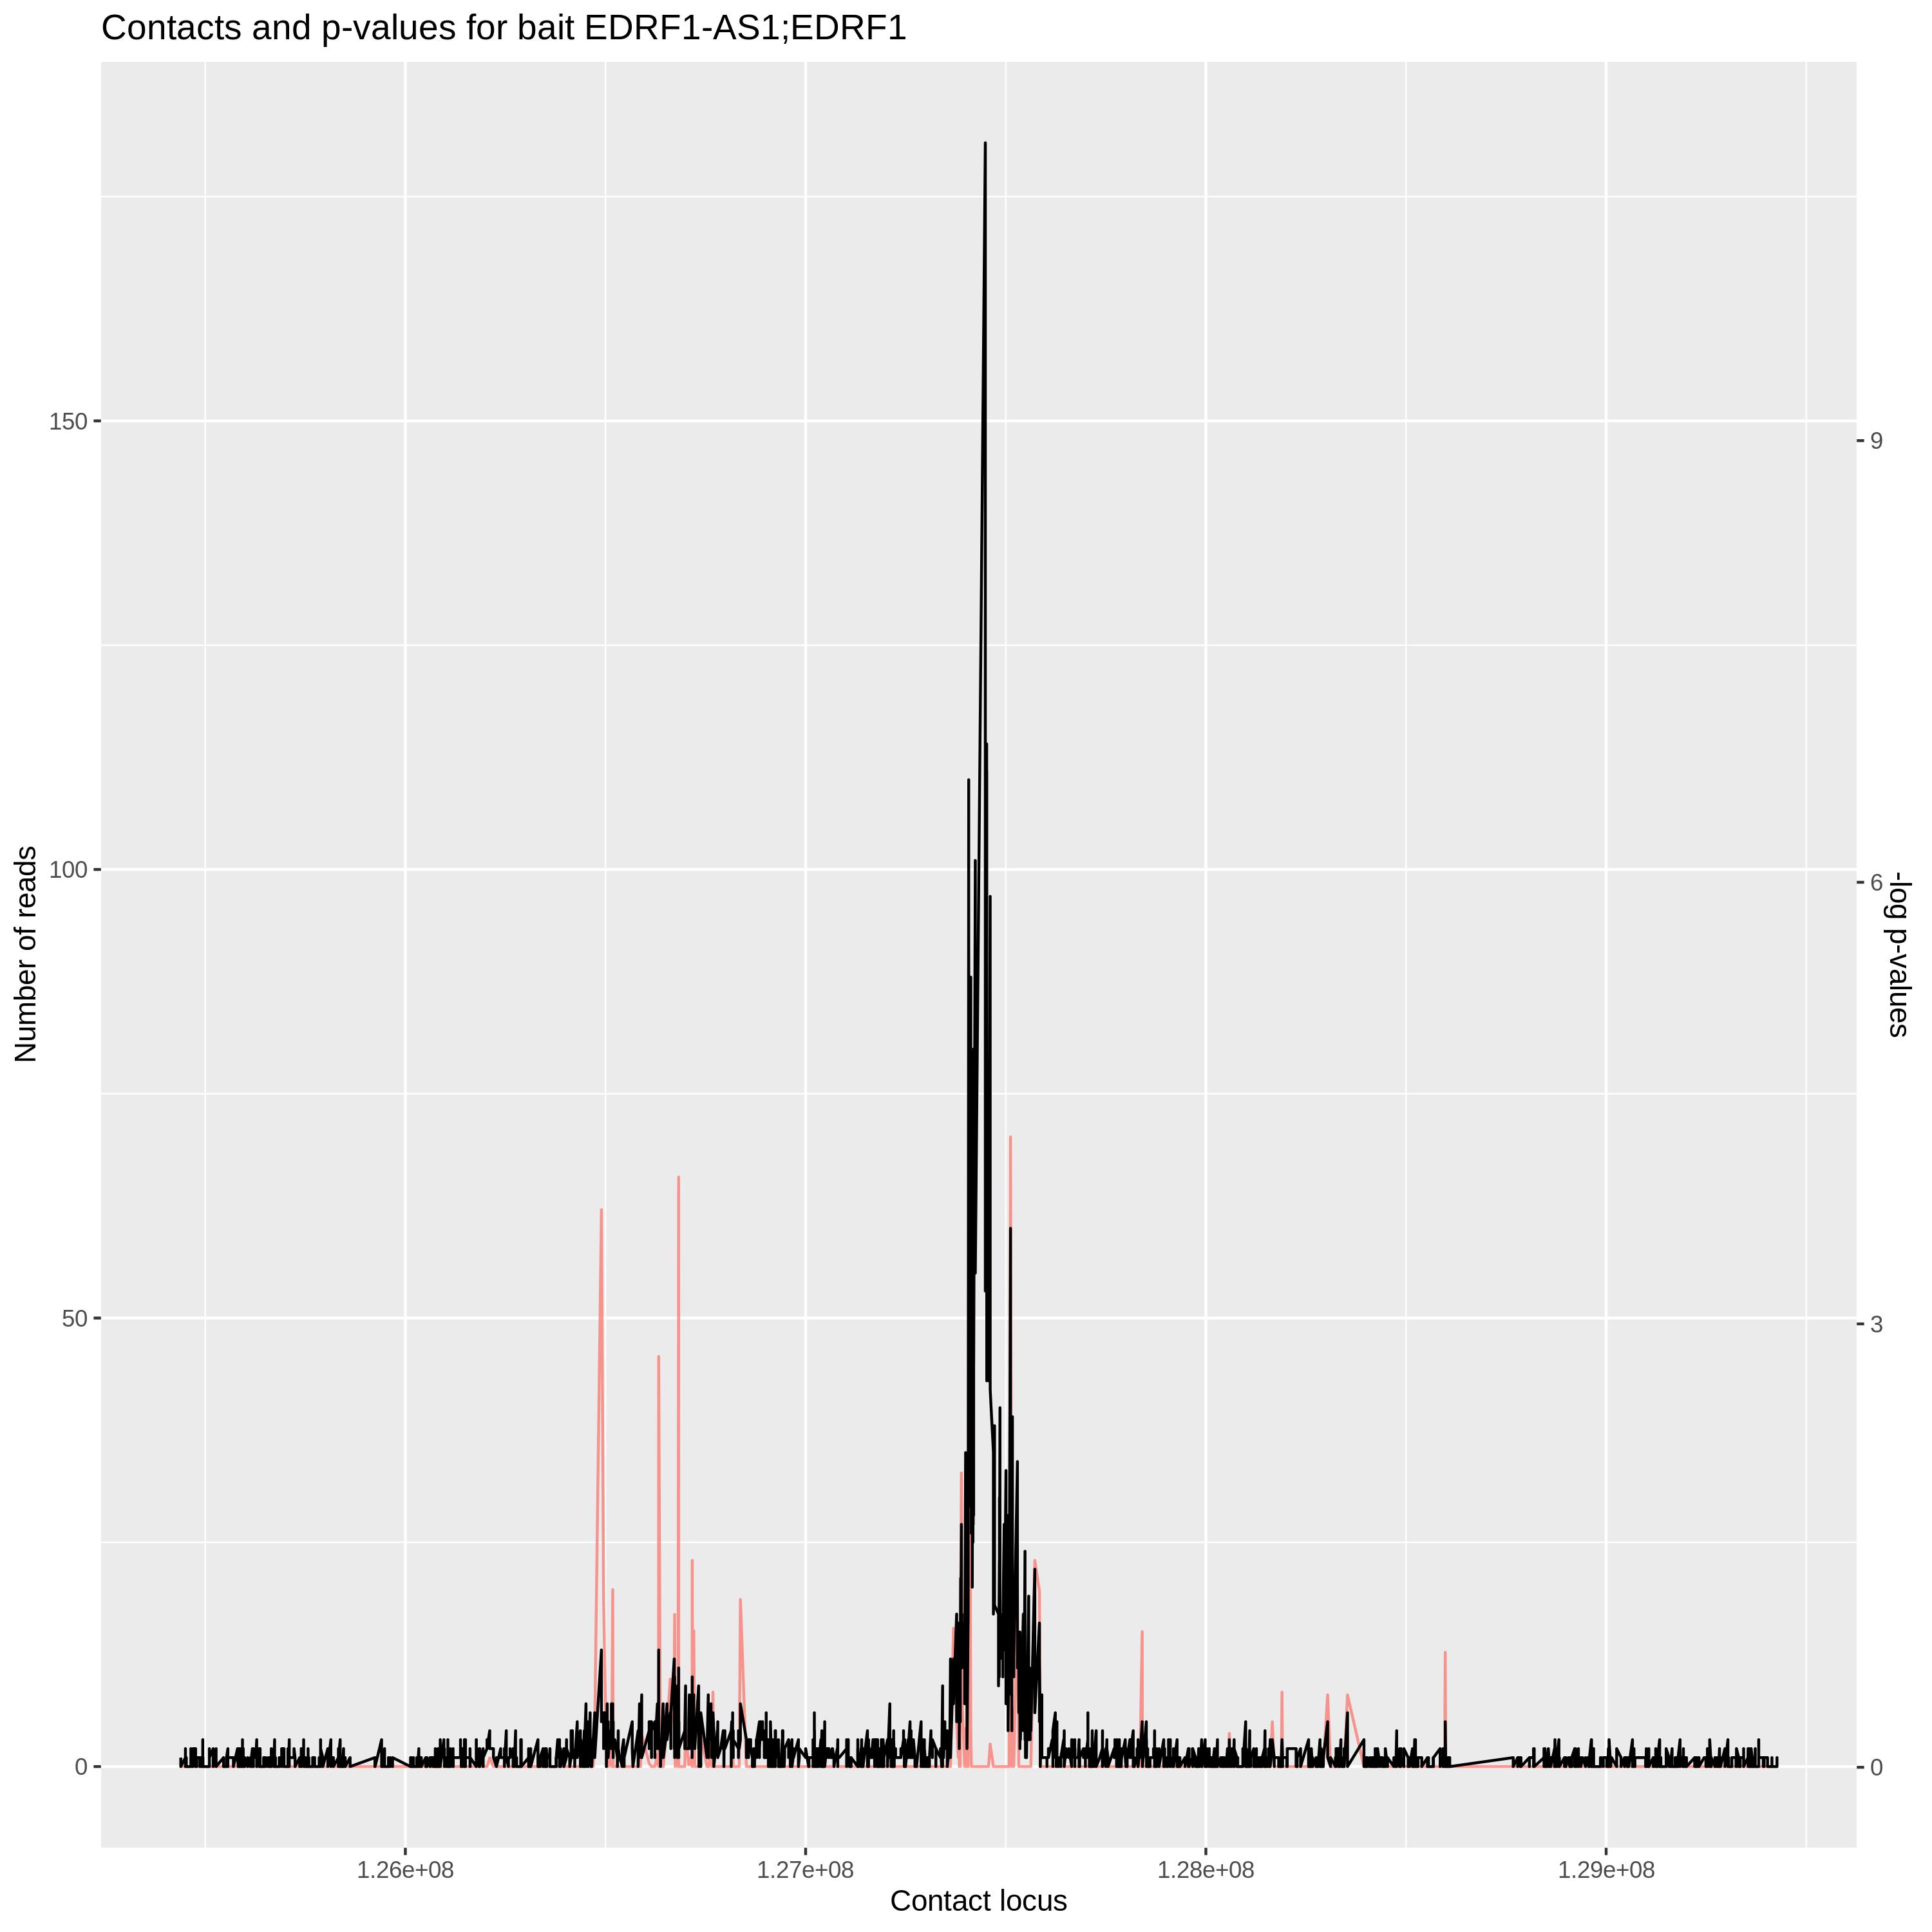 Contacts and p-values for bait EDRF1-AS1;EDRF1
150
100
50
0
Number of reads
9
6
3
0
-log p-values
1.26e+08
1.27e+08
1.28e+08
1.29e+08
Contact locus